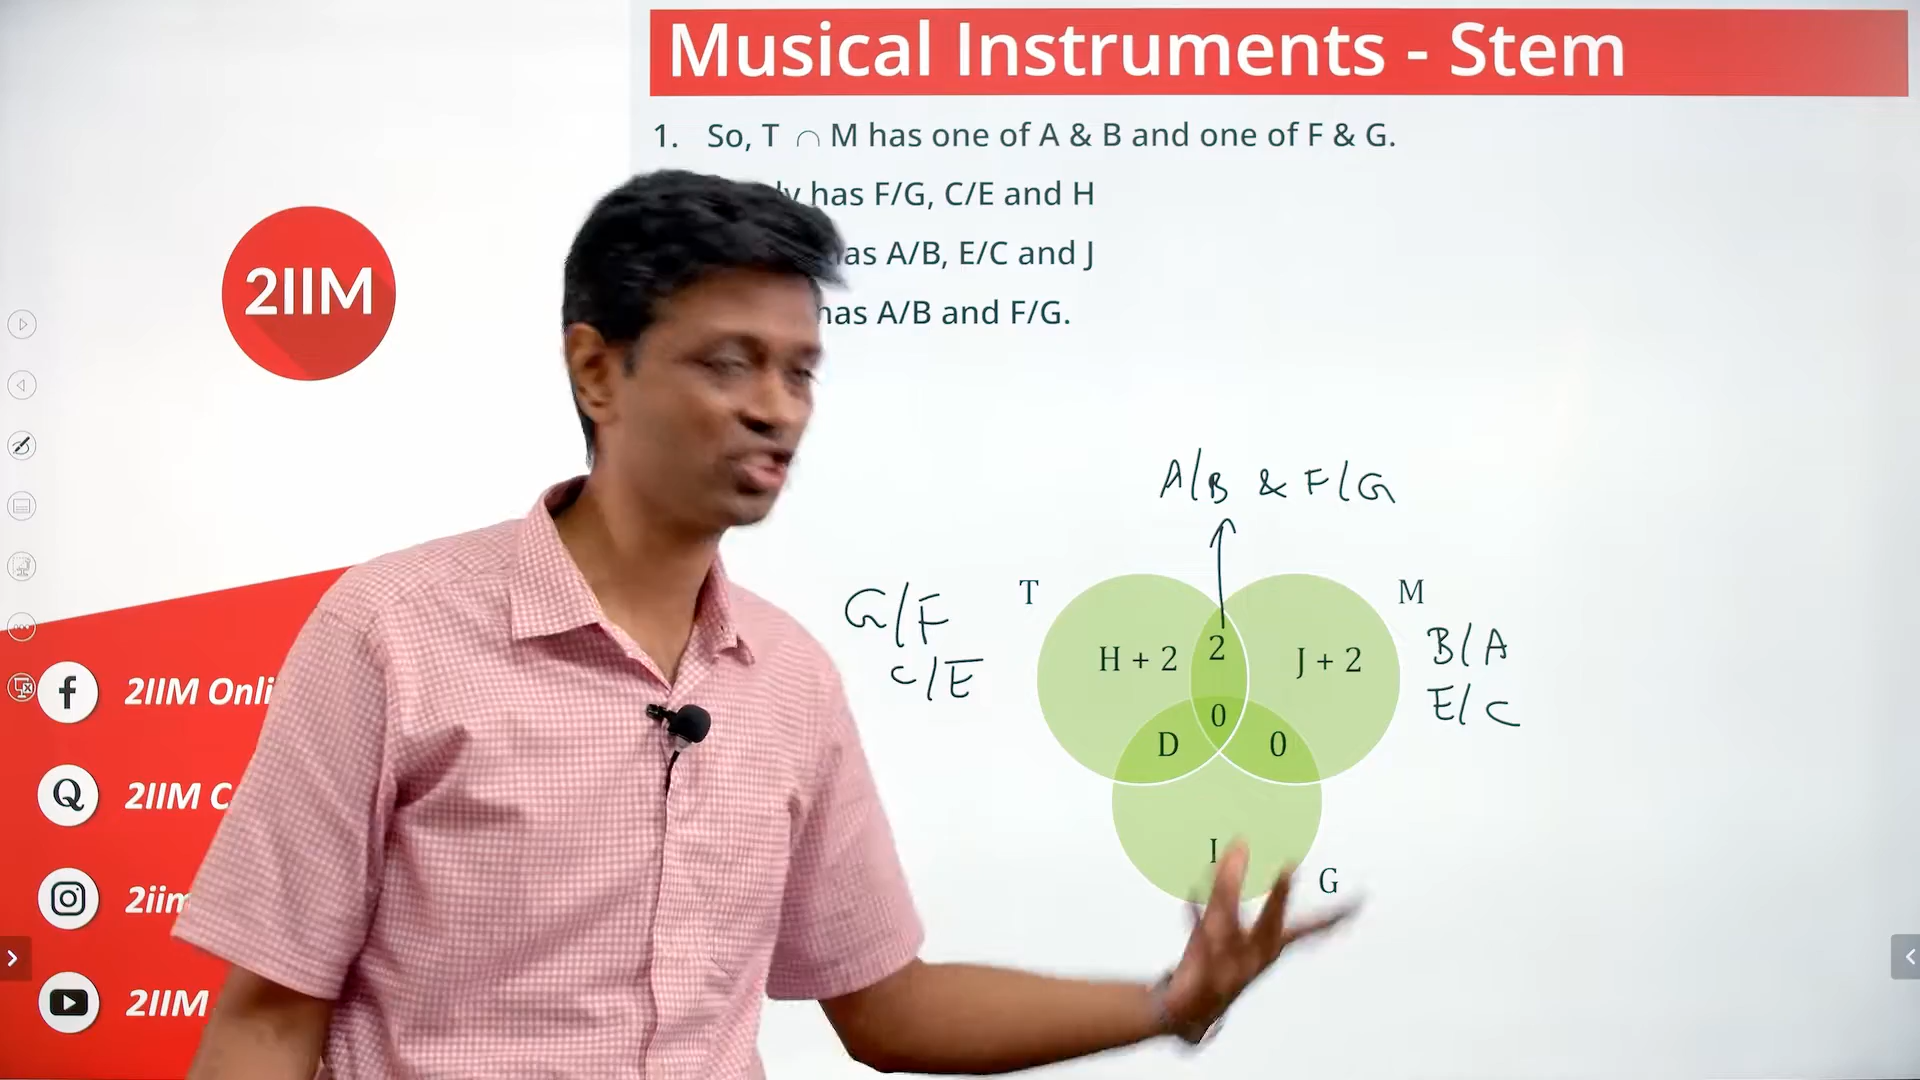 Musical Instruments - Stem
1. So, T ∩ M has one of A & B and one of F & G.
has F/G, C/E and H
has A/B, E/C and J
has A/B and F/G.
2IIM
A/B & F/G
G/F
C/E
T
M
B/A
E/C
H + 2
2
J + 2
0
D
0
I
G
f
2IIM Onli
Q
2IIM C
2iim
2IIM